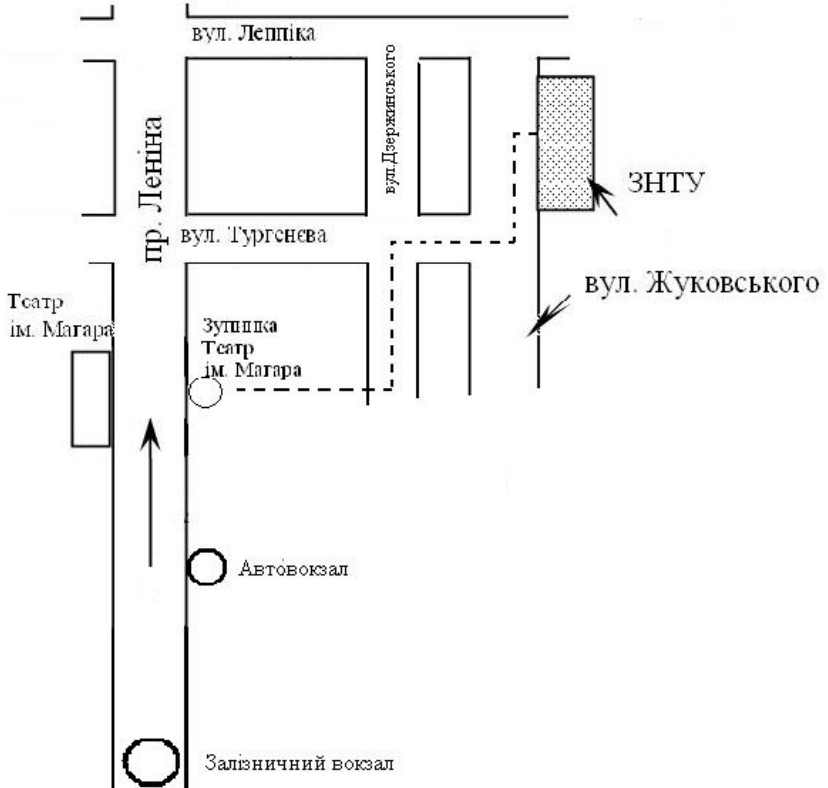 вул. Леппіка
вул.Дзержинського
пр. Леніна
ЗНТУ
вул. Тургенєва
вул. Жуковського
Театр
ім. Магара
Зупинка
Театр
ім. Магара
Автовокзал
Залізничний вокзал